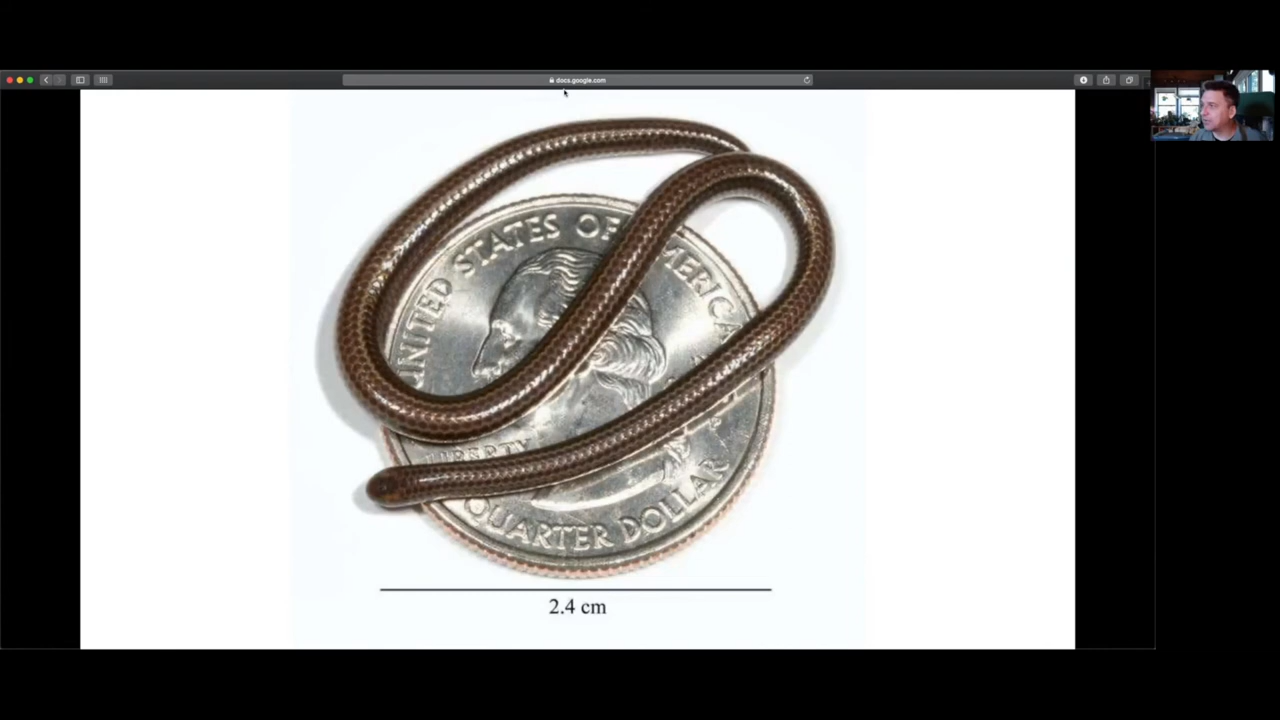 docs.google.com
UNITED STATES OF AMERICA
LIBERTY
QUARTER DOLLAR
2.4 cm